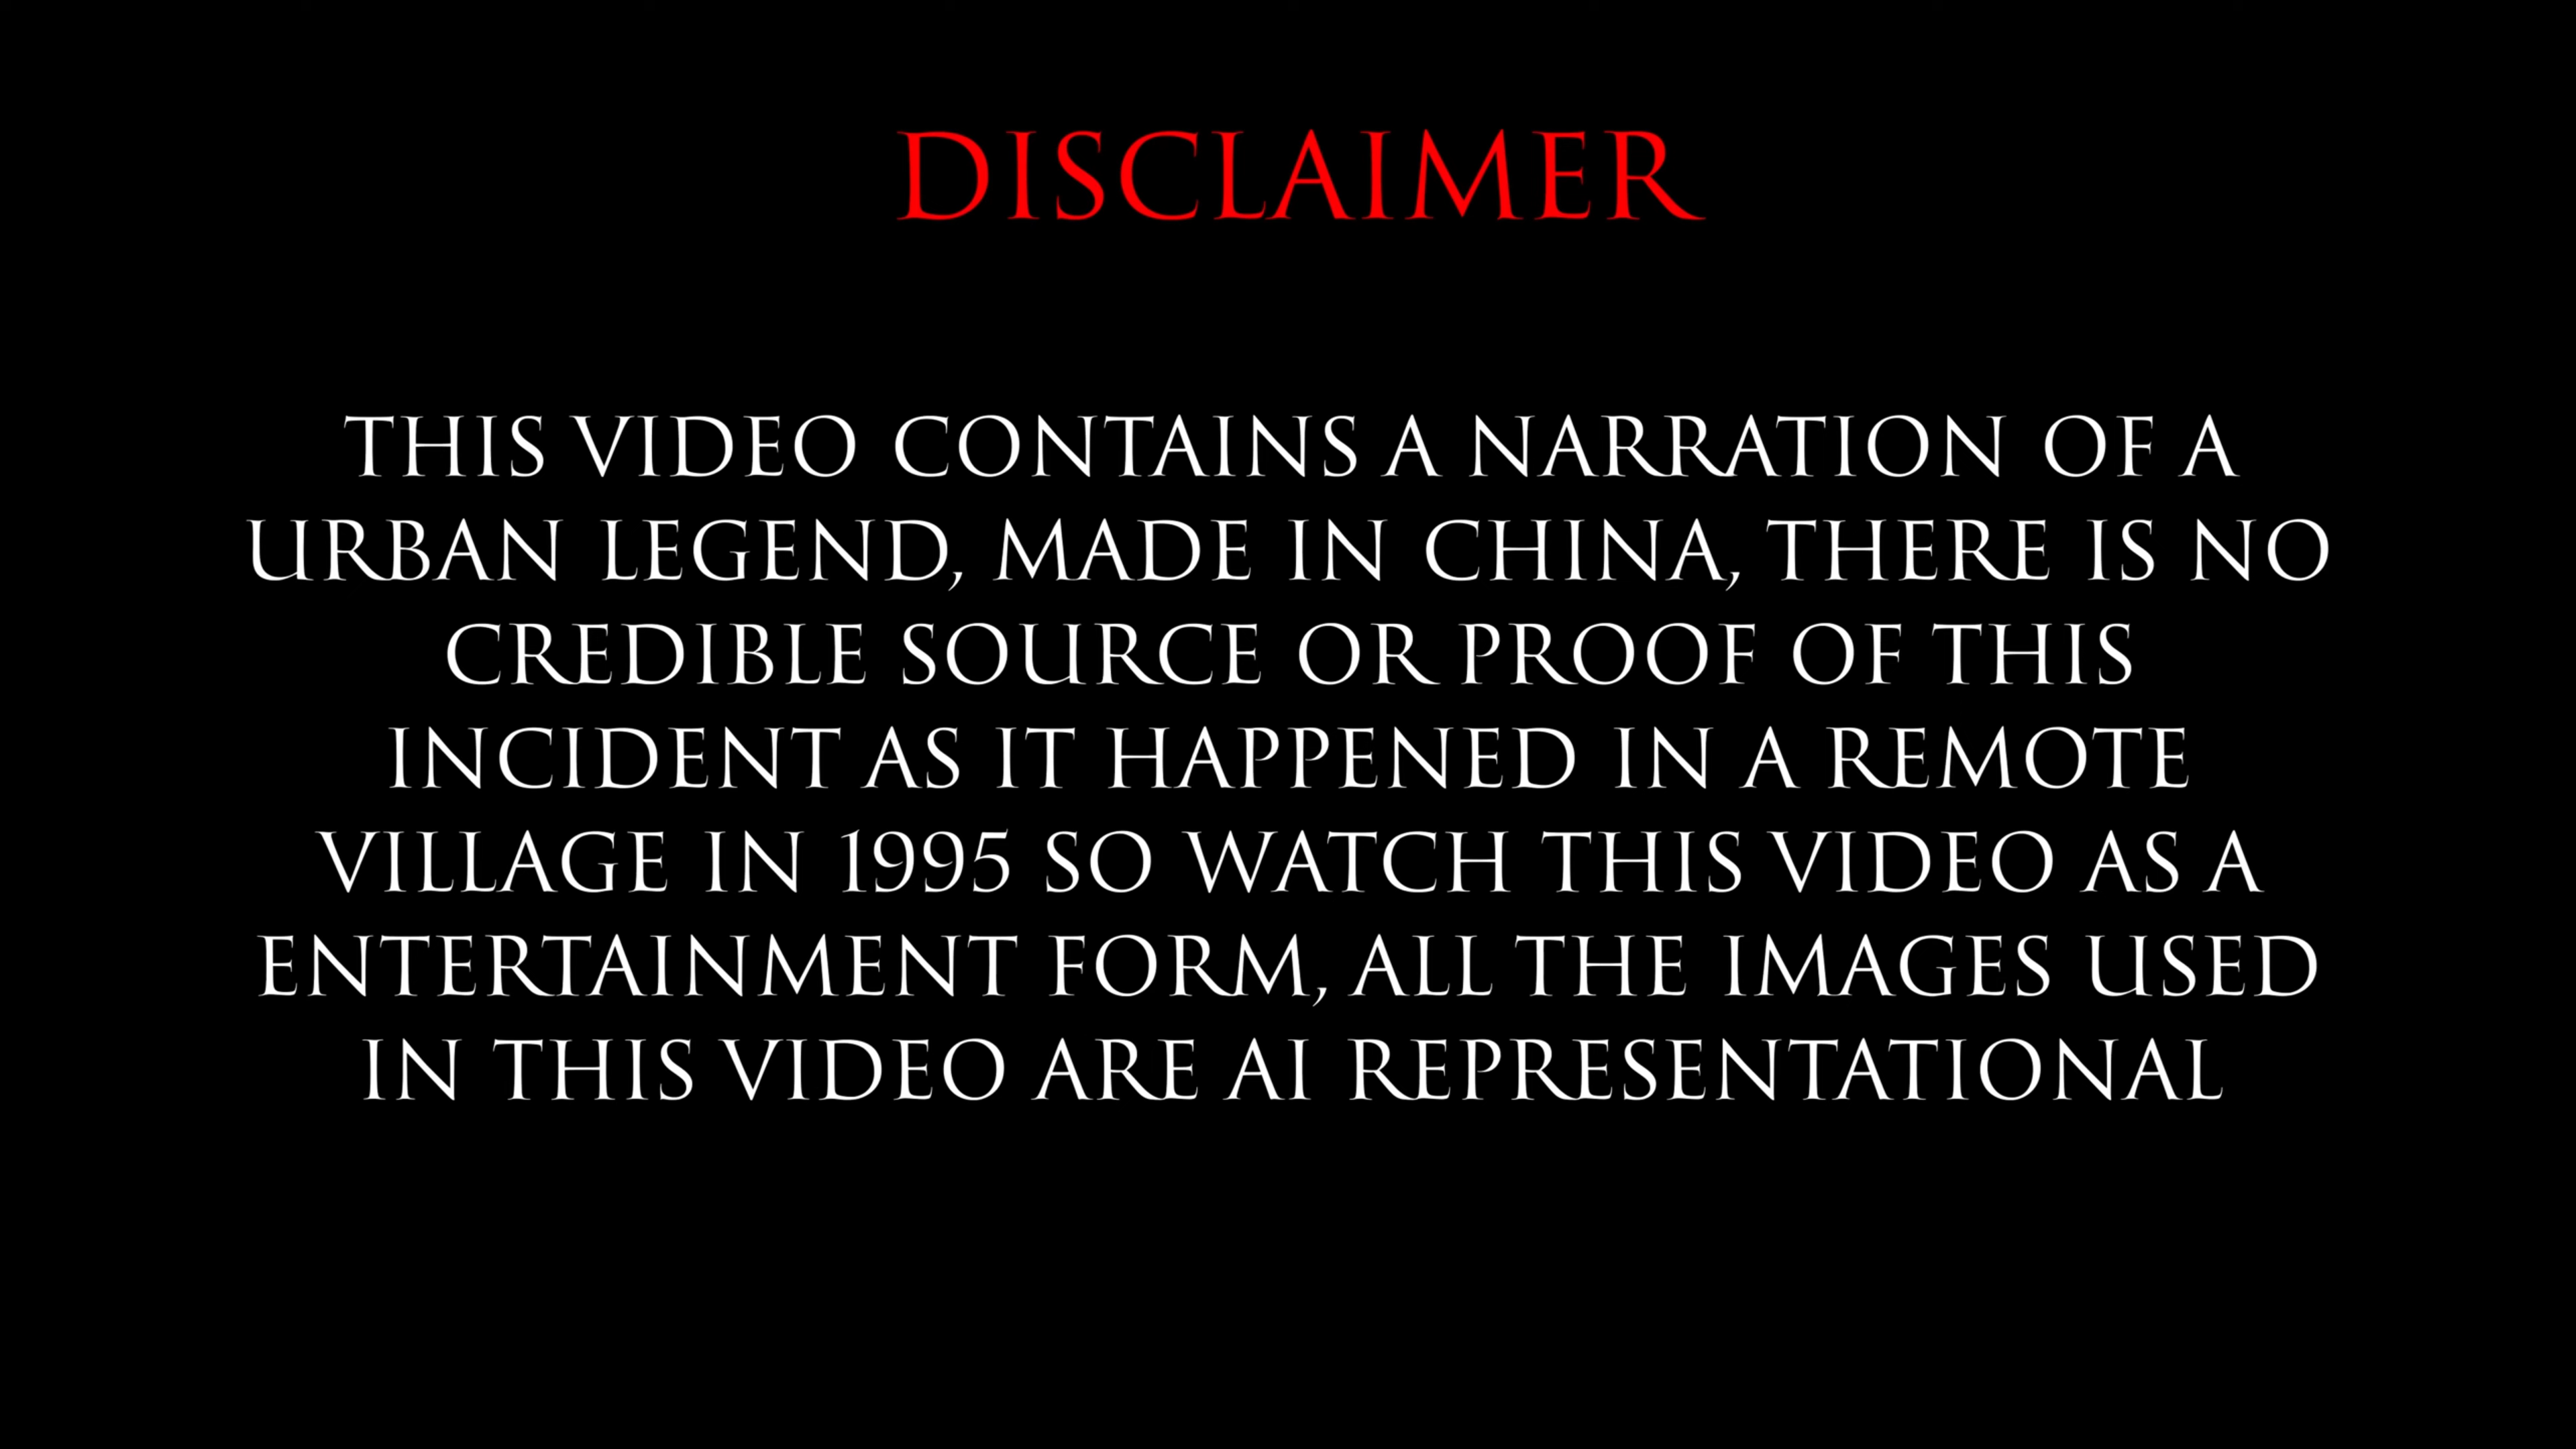 DISCLAIMER
THIS VIDEO CONTAINS A NARRATION OF A
URBAN LEGEND, MADE IN CHINA, THERE IS NO
CREDIBLE SOURCE OR PROOF OF THIS
INCIDENT AS IT HAPPENED IN A REMOTE
VILLAGE IN 1995 SO WATCH THIS VIDEO AS A
ENTERTAINMENT FORM, ALL THE IMAGES USED
IN THIS VIDEO ARE AI REPRESENTATIONAL